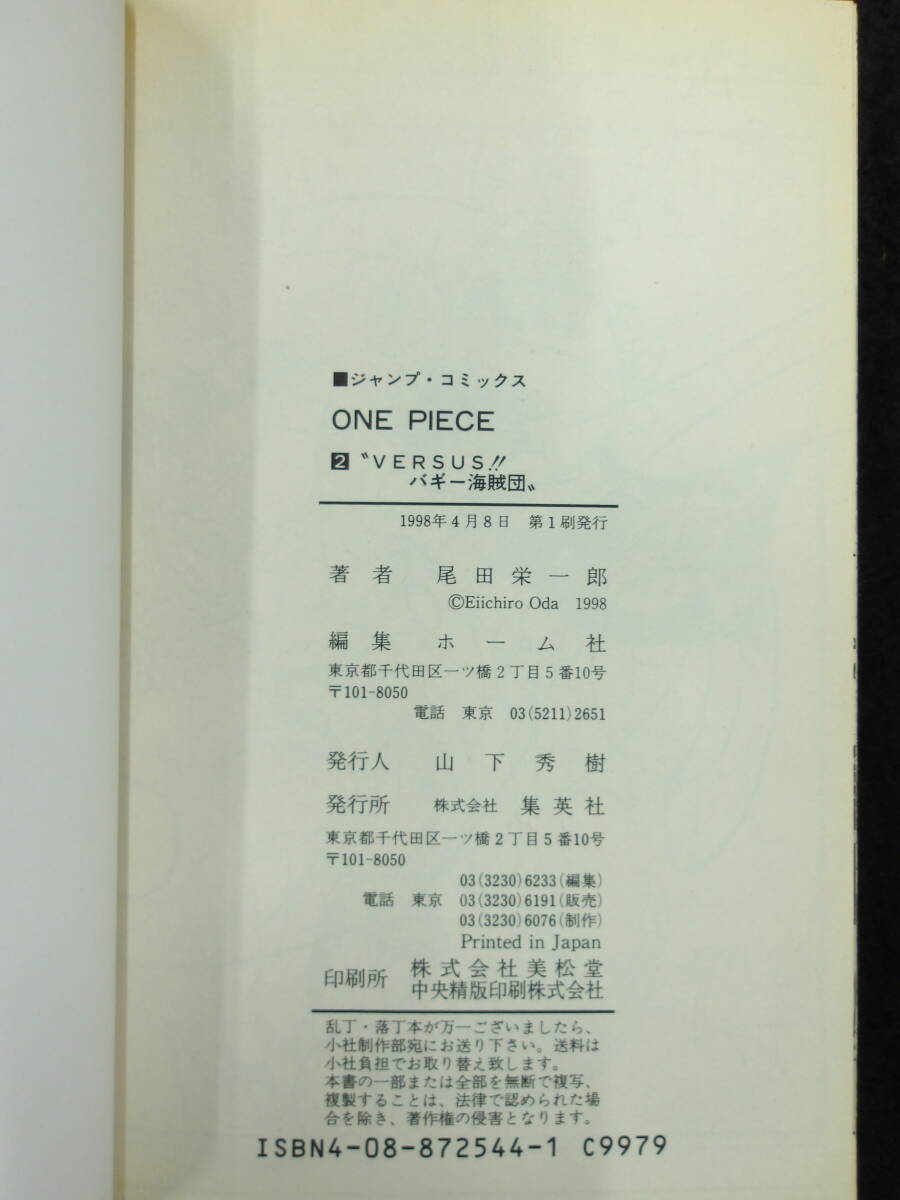 ■ジャンプ・コミックス
ONE PIECE
2 〝VERSUS!!
バギー海賊団〟
1998年4月8日 第1刷発行
著者 尾田栄一郎
©Eiichiro Oda 1998
編集 ホーム社
東京都千代田区一ツ橋2丁目5番10号
〒101-8050
電話 東京 03(5211)2651
発行人 山下秀樹
発行所 株式会社 集英社
東京都千代田区一ツ橋2丁目5番10号
〒101-8050
03(3230)6233(編集)
電話 東京 03(3230)6191(販売)
03(3230)6076(制作)
Printed in Japan
印刷所 株式会社美松堂
中央精版印刷株式会社
乱丁・落丁本が万一ございましたら、
小社制作部宛にお送り下さい。送料は
小社負担でお取り替え致します。
本書の一部または全部を無断で複写、
複製することは、法律で認められた場
合を除き、著作権の侵害となります。
ISBN4-08-872544-1 C9979